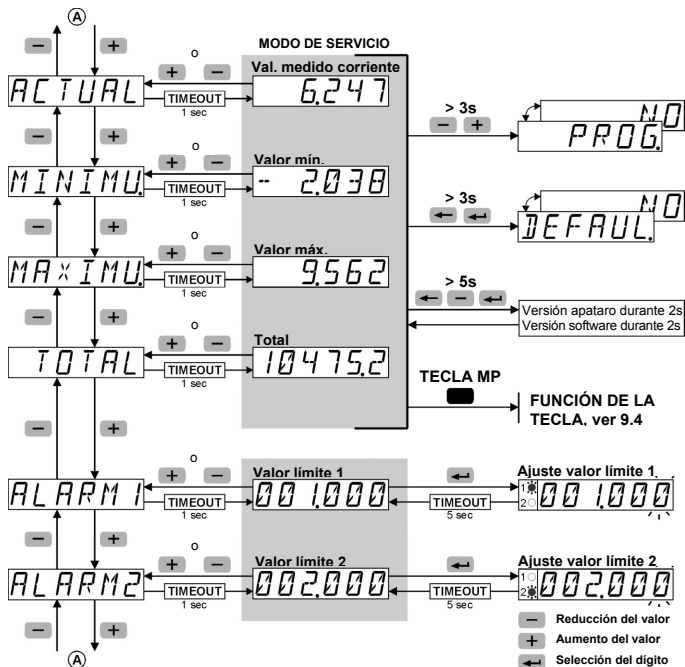 A
− +
o
MODO DE SERVICIO
+ − Val. medido corriente
ACTUAL TIMEOUT 6.247
1 sec
> 3s
− +
NO
PROG.
− +
o
+ − Valor mín.
MINIMU. TIMEOUT - 2.038
1 sec
> 3s
NO
DEFAUL.
− +
o
+ − Valor máx.
MAXIMU. TIMEOUT 9.562
1 sec
> 5s
−
Versión apataro durante 2s
Versión software durante 2s
− +
o
+ − Total
TOTAL TIMEOUT 10475.2
1 sec
TECLA MP
FUNCIÓN DE LA
TECLA, ver 9.4
− +
o
+ − Valor límite 1 Ajuste valor límite 1
ALARM1 TIMEOUT 001.000 TIMEOUT 1 2 001.000
1 sec 5 sec
− +
o
+ − Valor límite 2 Ajuste valor límite 2
ALARM2 TIMEOUT 002.000 TIMEOUT 1 2 002.000
1 sec 5 sec
− +
− Reducción del valor
+ Aumento del valor
Selección del dígito
A